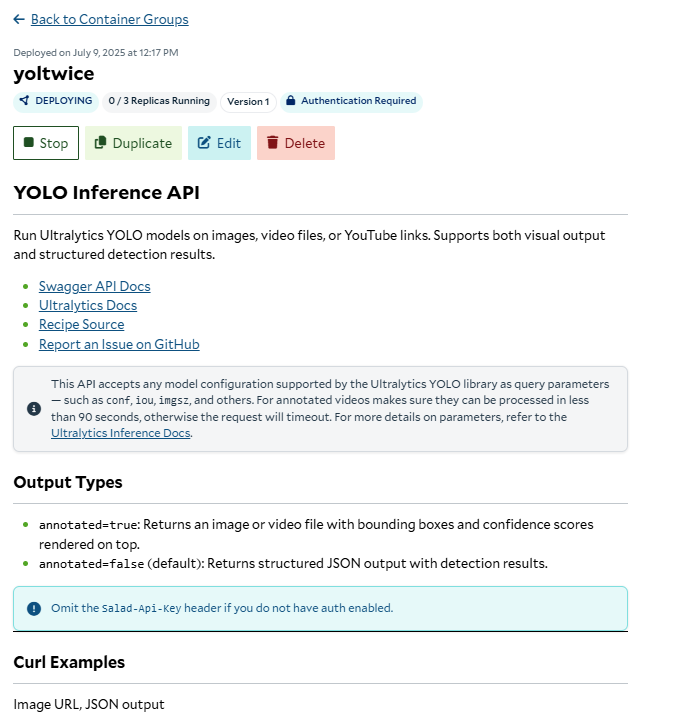 Back to Container Groups
Deployed on July 9, 2025 at 12:17 PM
yoltwice
DEPLOYING 0 / 3 Replicas Running Version 1 Authentication Required
Stop Duplicate Edit Delete
YOLO Inference API
Run Ultralytics YOLO models on images, video files, or YouTube links. Supports both visual output
and structured detection results.
Swagger API Docs
Ultralytics Docs
Recipe Source
Report an Issue on GitHub
This API accepts any model configuration supported by the Ultralytics YOLO library as query parameters
— such as conf, iou, imgsz, and others. For annotated videos makes sure they can be processed in less
than 90 seconds, otherwise the request will timeout. For more details on parameters, refer to the
Ultralytics Inference Docs.
Output Types
annotated=true: Returns an image or video file with bounding boxes and confidence scores
rendered on top.
annotated=false (default): Returns structured JSON output with detection results.
Omit the Salad-Api-Key header if you do not have auth enabled.
Curl Examples
Image URL, JSON output